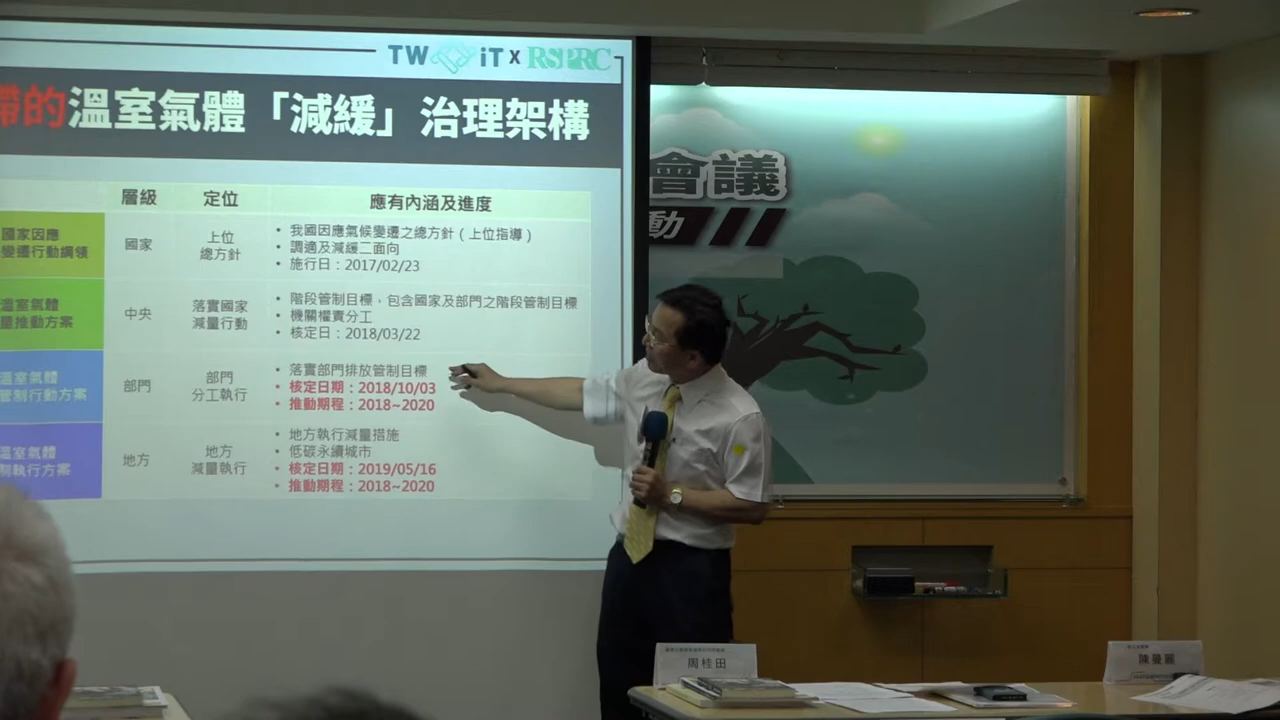 TW iT x RSPRC
滯的溫室氣體「減緩」治理架構
層級 定位 應有內涵及進度
國家因應
變遷行動綱領
國家
上位
總方針
• 我國因應氣候變遷之總方針（上位指導）
• 調適及減緩二面向
• 施行日：2017/02/23
溫室氣體
量推動方案
中央
落實國家
減量行動
• 階段管制目標，包含國家及部門之階段管制目標
• 機關權責分工
• 核定日：2018/03/22
溫室氣體
管制行動方案
部門
部門
分工執行
• 落實部門排放管制目標
• 核定日期：2018/10/03
• 推動期程：2018~2020
溫室氣體
制執行方案
地方
地方
減量執行
• 地方執行減量措施
• 低碳永續城市
• 核定日期：2019/05/16
• 推動期程：2018~2020
會議
動
周桂田
陳曼麗